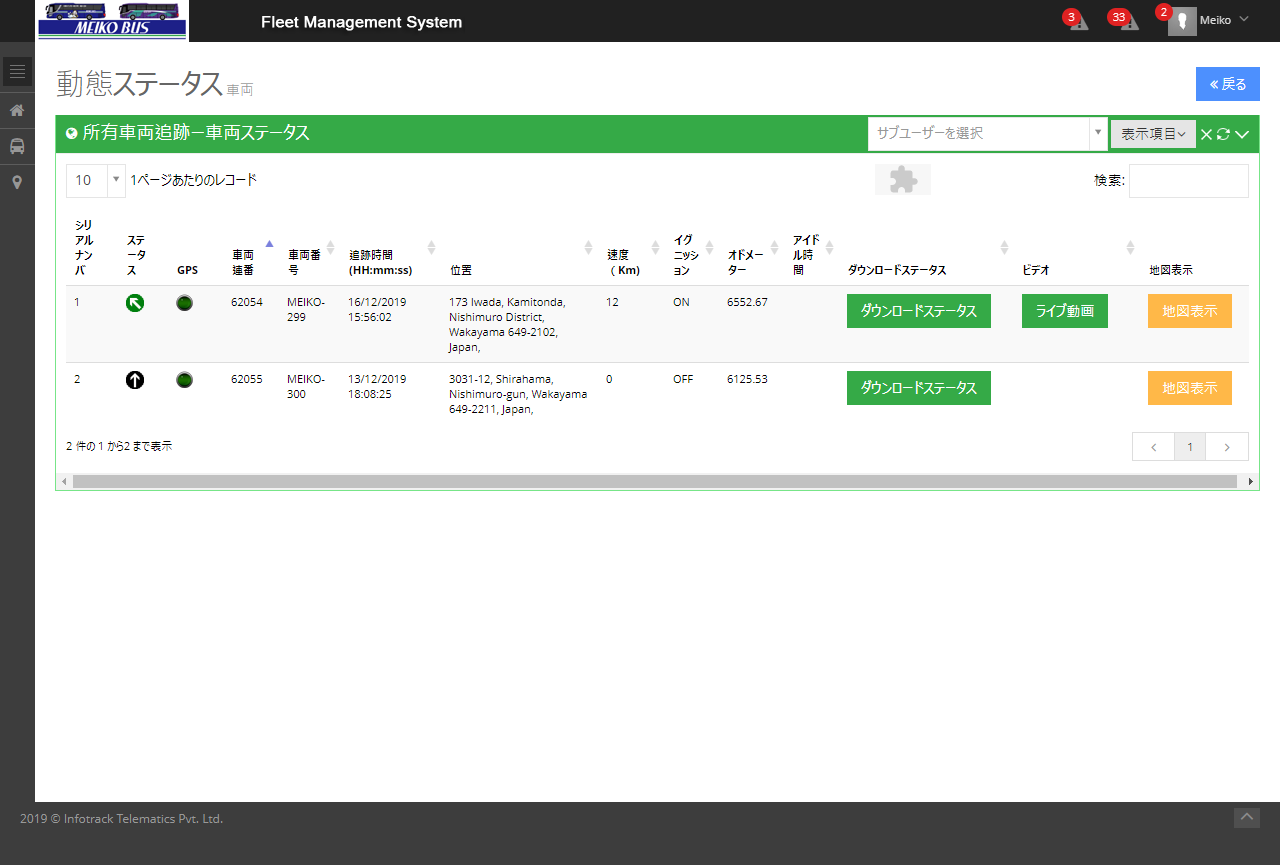 MEIKO BUS
Fleet Management System
3
33
2
Meiko
動態ステータス 車両
« 戻る
所有車両追跡－車両ステータス
サブユーザーを選択
表示項目
10
1ページあたりのレコード
検索:
シリアルナンバ
ステータス
GPS
車両連番
車両番号
追跡時間 (HH:mm:ss)
位置
速度 ( Km)
イグニッション
オドメーター
アイドル時間
ダウンロードステータス
ビデオ
地図表示
1 62054 MEIKO-299 16/12/2019 15:56:02 173 Iwada, Kamitonda, Nishimuro District, Wakayama 649-2102, Japan, 12 ON 6552.67 ダウンロードステータス ライブ動画 地図表示
2 62055 MEIKO-300 13/12/2019 18:08:25 3031-12, Shirahama, Nishimuro-gun, Wakayama 649-2211, Japan, 0 OFF 6125.53 ダウンロードステータス 地図表示
2 件の 1 から2 まで表示
1
2019 © Infotrack Telematics Pvt. Ltd.